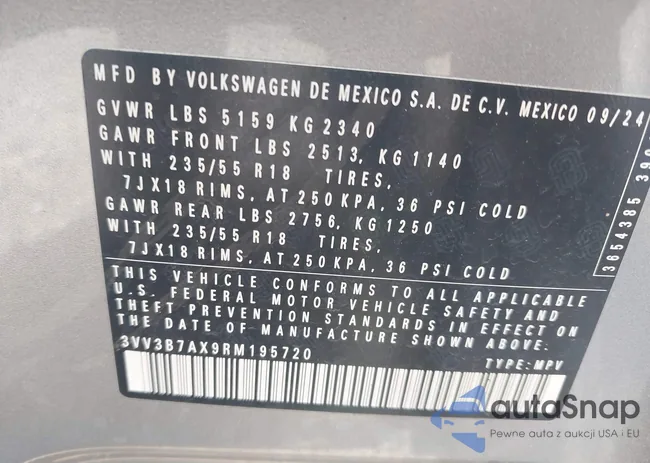 MFD BY VOLKSWAGEN DE MEXICO S.A. DE C.V. MEXICO 09/24
GVWR LBS 5159 KG 2340
GAWR FRONT LBS 2513, KG 1140
WITH 235/55 R18 TIRES,
7JX18 RIMS, AT 250 KPA, 36 PSI COLD
GAWR REAR LBS 2756, KG 1250
WITH 235/55 R18 TIRES,
7JX18 RIMS, AT 250 KPA, 36 PSI COLD
THIS VEHICLE CONFORMS TO ALL APPLICABLE
U.S. FEDERAL MOTOR VEHICLE SAFETY AND
THEFT PREVENTION STANDARDS IN EFFECT ON
THE DATE OF MANUFACTURE SHOWN ABOVE:
3VV3B7AX9RM195720
TYPE: MPV
3654385
autoSnap
Pewne auta z aukcji USA i EU